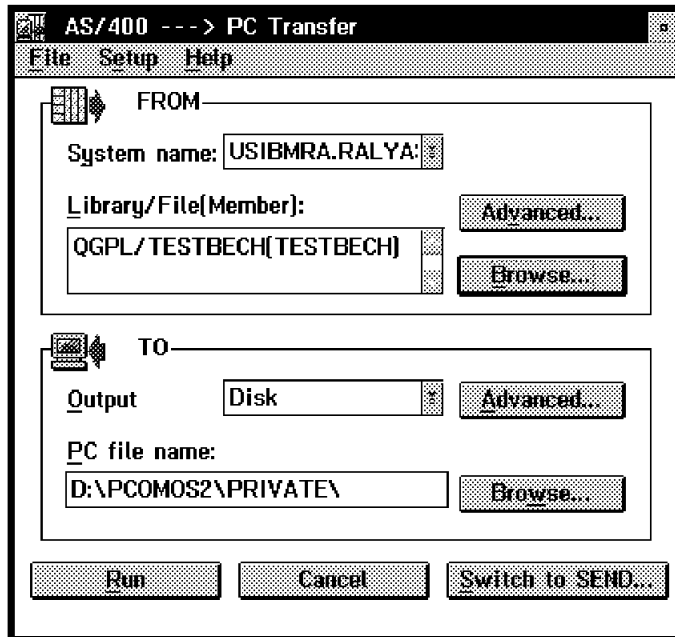 AS/400 ---> PC Transfer
File Setup Help
FROM
System name: USIBMRA.RALYA:
Library/File(Member):
Advanced...
QGPL/TESTBECH(TESTBECH)
Browse...
TO
Output Disk Advanced...
PC file name:
D:\PCOMOS2\PRIVATE\ Browse...
Run Cancel Switch to SEND...